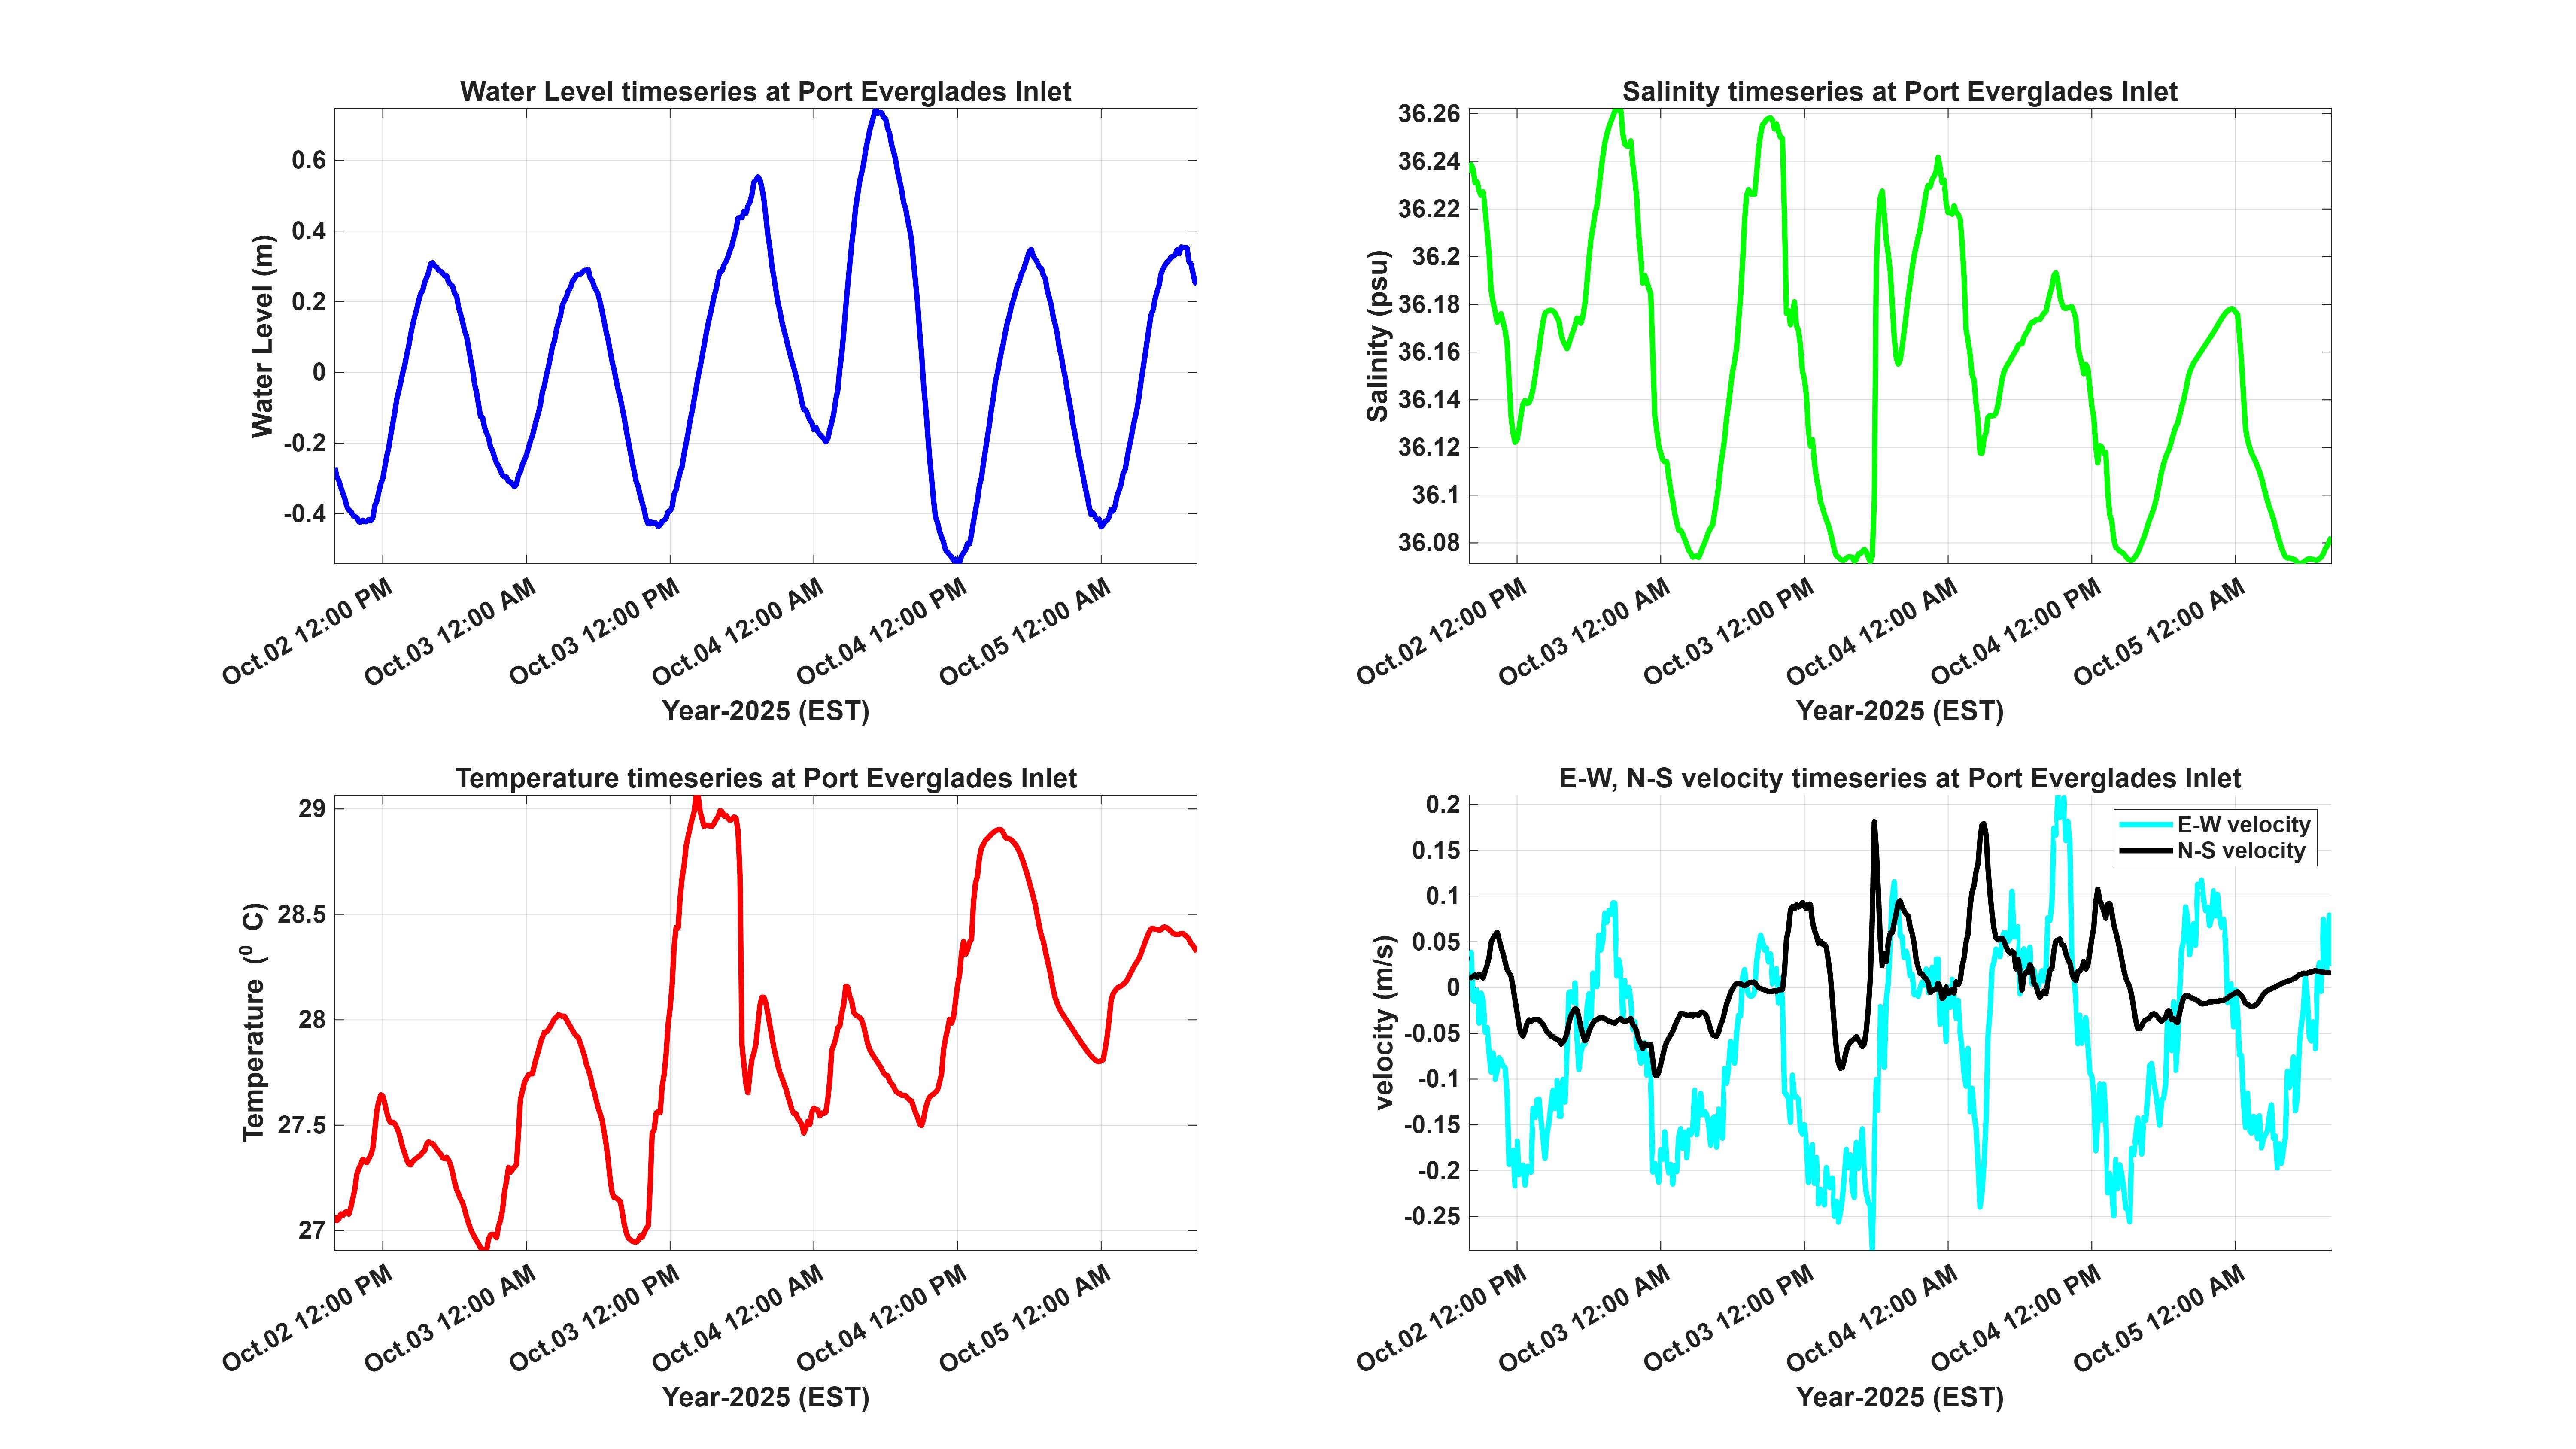 Water Level timeseries at Port Everglades Inlet
Water Level (m)
0.6
0.4
0.2
0
-0.2
-0.4
Oct.02 12:00 PM
Oct.03 12:00 AM
Oct.03 12:00 PM
Oct.04 12:00 AM
Oct.04 12:00 PM
Oct.05 12:00 AM
Year-2025 (EST)
Salinity timeseries at Port Everglades Inlet
Salinity (psu)
36.26
36.24
36.22
36.2
36.18
36.16
36.14
36.12
36.1
36.08
Oct.02 12:00 PM
Oct.03 12:00 AM
Oct.03 12:00 PM
Oct.04 12:00 AM
Oct.04 12:00 PM
Oct.05 12:00 AM
Year-2025 (EST)
Temperature timeseries at Port Everglades Inlet
Temperature (⁰ C)
29
28.5
28
27.5
27
Oct.02 12:00 PM
Oct.03 12:00 AM
Oct.03 12:00 PM
Oct.04 12:00 AM
Oct.04 12:00 PM
Oct.05 12:00 AM
Year-2025 (EST)
E-W, N-S velocity timeseries at Port Everglades Inlet
velocity (m/s)
0.2
0.15
0.1
0.05
0
-0.05
-0.1
-0.15
-0.2
-0.25
E-W velocity
N-S velocity
Oct.02 12:00 PM
Oct.03 12:00 AM
Oct.03 12:00 PM
Oct.04 12:00 AM
Oct.04 12:00 PM
Oct.05 12:00 AM
Year-2025 (EST)